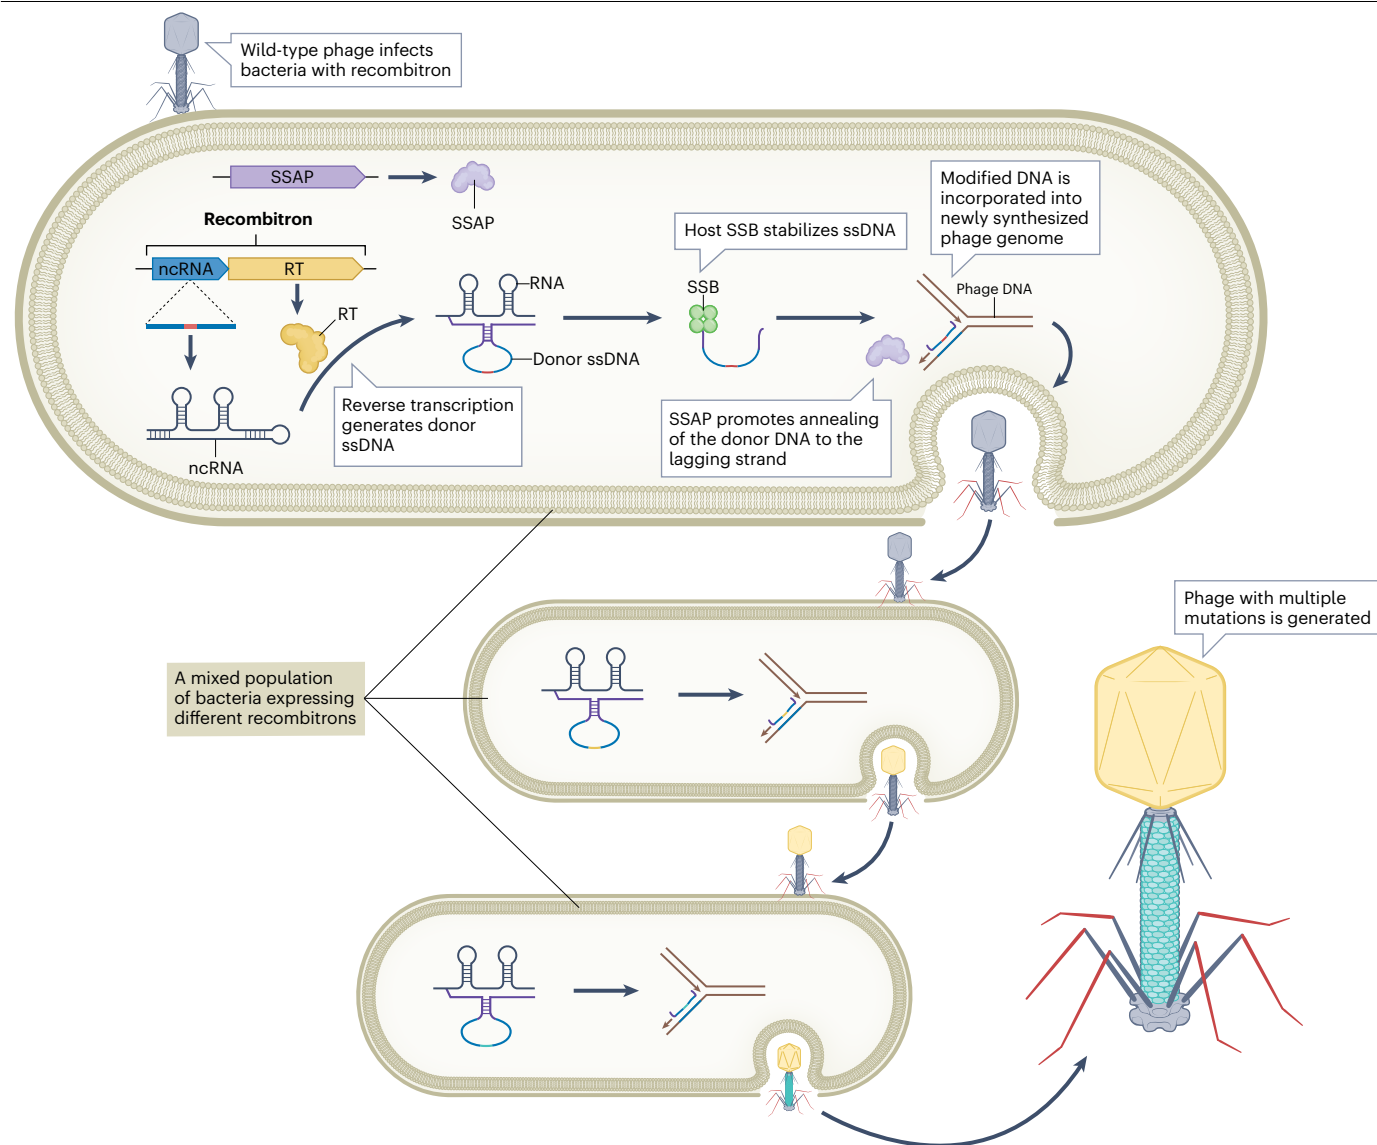 Wild-type phage infects
bacteria with recombitron
SSAP
SSAP
Recombitron
ncRNA
RT
RT
ncRNA
Reverse transcription
generates donor
ssDNA
RNA
Donor ssDNA
Host SSB stabilizes ssDNA
SSB
SSAP promotes annealing
of the donor DNA to the
lagging strand
Modified DNA is
incorporated into
newly synthesized
phage genome
Phage DNA
A mixed population
of bacteria expressing
different recombitrons
Phage with multiple
mutations is generated